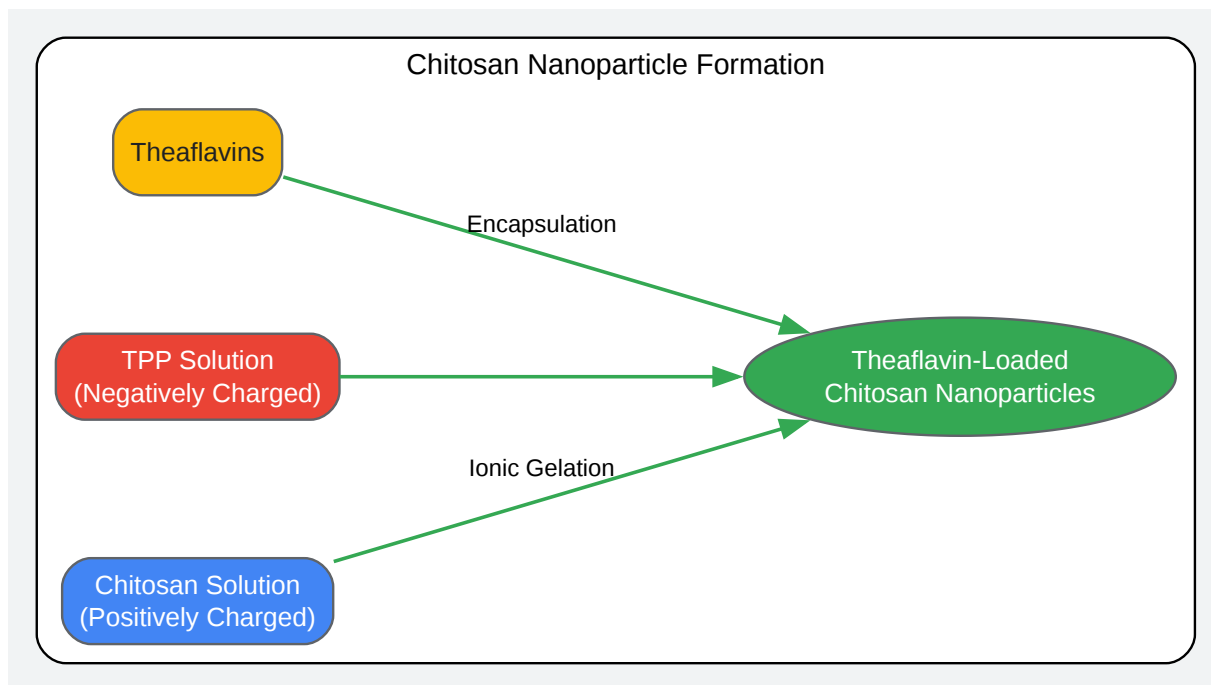 Chitosan Nanoparticle Formation
Theaflavins
Encapsulation
TPP Solution
(Negatively Charged)
Theaflavin-Loaded
Chitosan Nanoparticles
Ionic Gelation
Chitosan Solution
(Positively Charged)